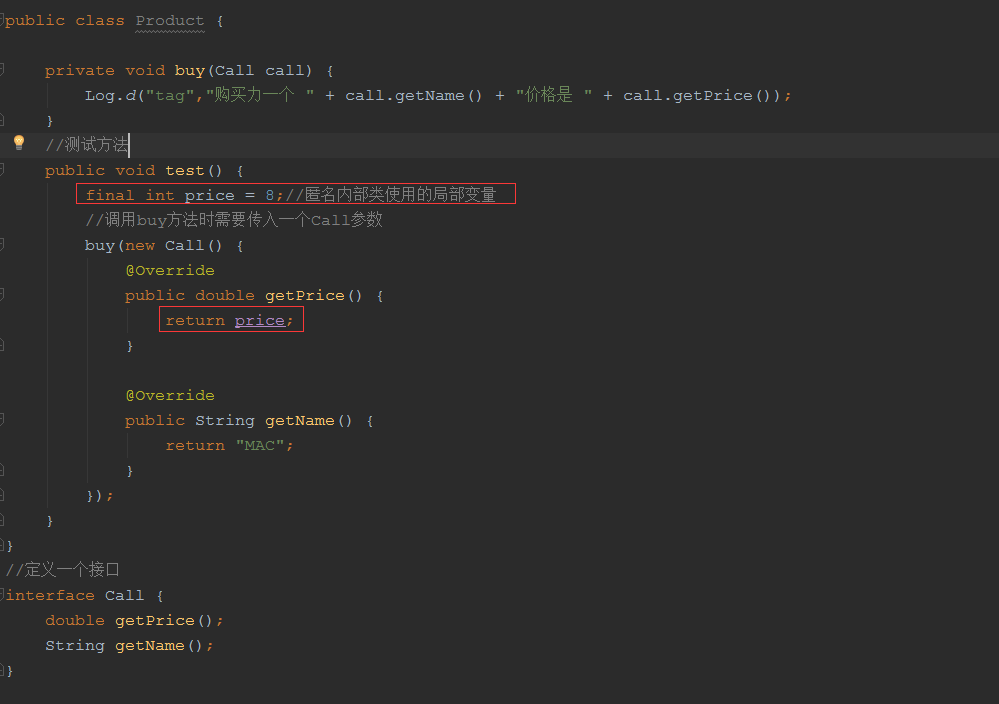 public class Product {
private void buy(Call call) {
Log.d("tag","购买力一个 " + call.getName() + "价格是 " + call.getPrice());
}
//测试方法
public void test() {
final int price = 8;//匿名内部类使用的局部变量
//调用buy方法时需要传入一个Call参数
buy(new Call() {
@Override
public double getPrice() {
return price;
}
@Override
public String getName() {
return "MAC";
}
});
}
}
//定义一个接口
interface Call {
double getPrice();
String getName();
}